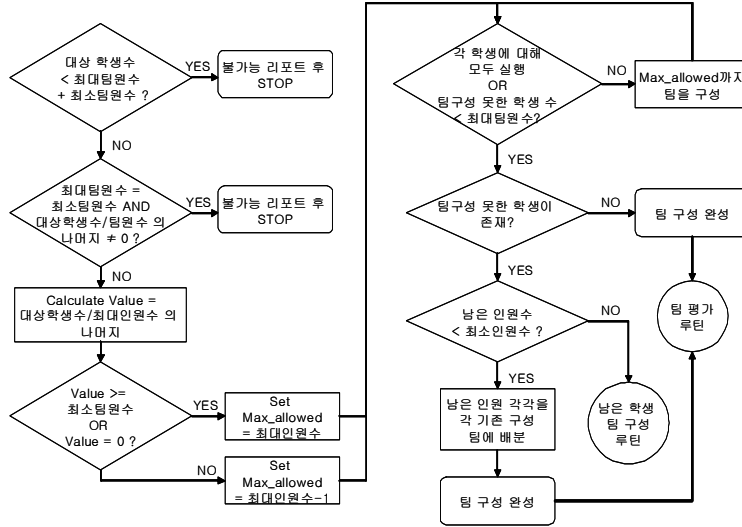 대상 학생수
< 최대팀원수
+ 최소팀원수 ?
YES
불가능 리포트 후
STOP
NO
최대팀원수 =
최소팀원수 AND
대상학생수/팀원수 의
나머지 ≠ 0 ?
YES
불가능 리포트 후
STOP
NO
Calculate Value =
대상학생수/최대인원수 의
나머지
Value >=
최소팀원수
OR
Value = 0 ?
YES
Set
Max_allowed
= 최대인원수
NO
Set
Max_allowed
= 최대인원수-1
각 학생에 대해
모두 실행
OR
팀구성 못한 학생 수
< 최대팀원수?
NO
Max_allowed까지
팀을 구성
YES
팀구성 못한 학생이
존재?
NO
팀 구성 완성
YES
남은 인원수
< 최소인원수 ?
NO
팀 평가
루틴
YES
남은 인원 각각을
각 기존 구성
팀에 배분
남은 학생
팀 구성
루틴
팀 구성 완성